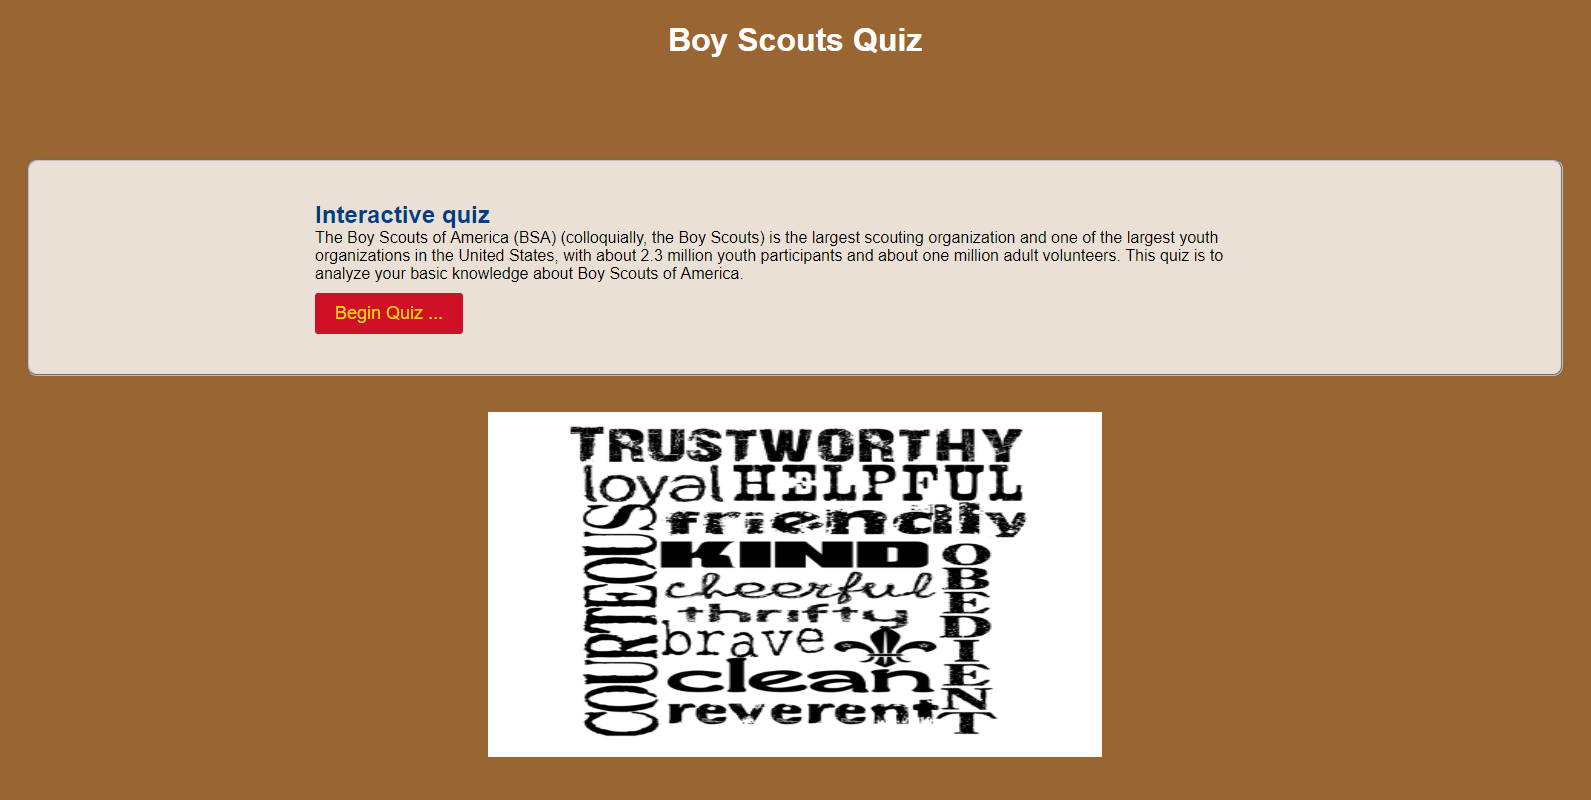 Boy Scouts Quiz
Interactive quiz
The Boy Scouts of America (BSA) (colloquially, the Boy Scouts) is the largest scouting organization and one of the largest youth
organizations in the United States, with about 2.3 million youth participants and about one million adult volunteers. This quiz is to
analyze your basic knowledge about Boy Scouts of America.
Begin Quiz ...
TRUSTWORTHY
loyal HELPFUL
COURTEOUS
friendly
KIND
OBEDIENT
cheerful
thrifty
brave
clean
reverent